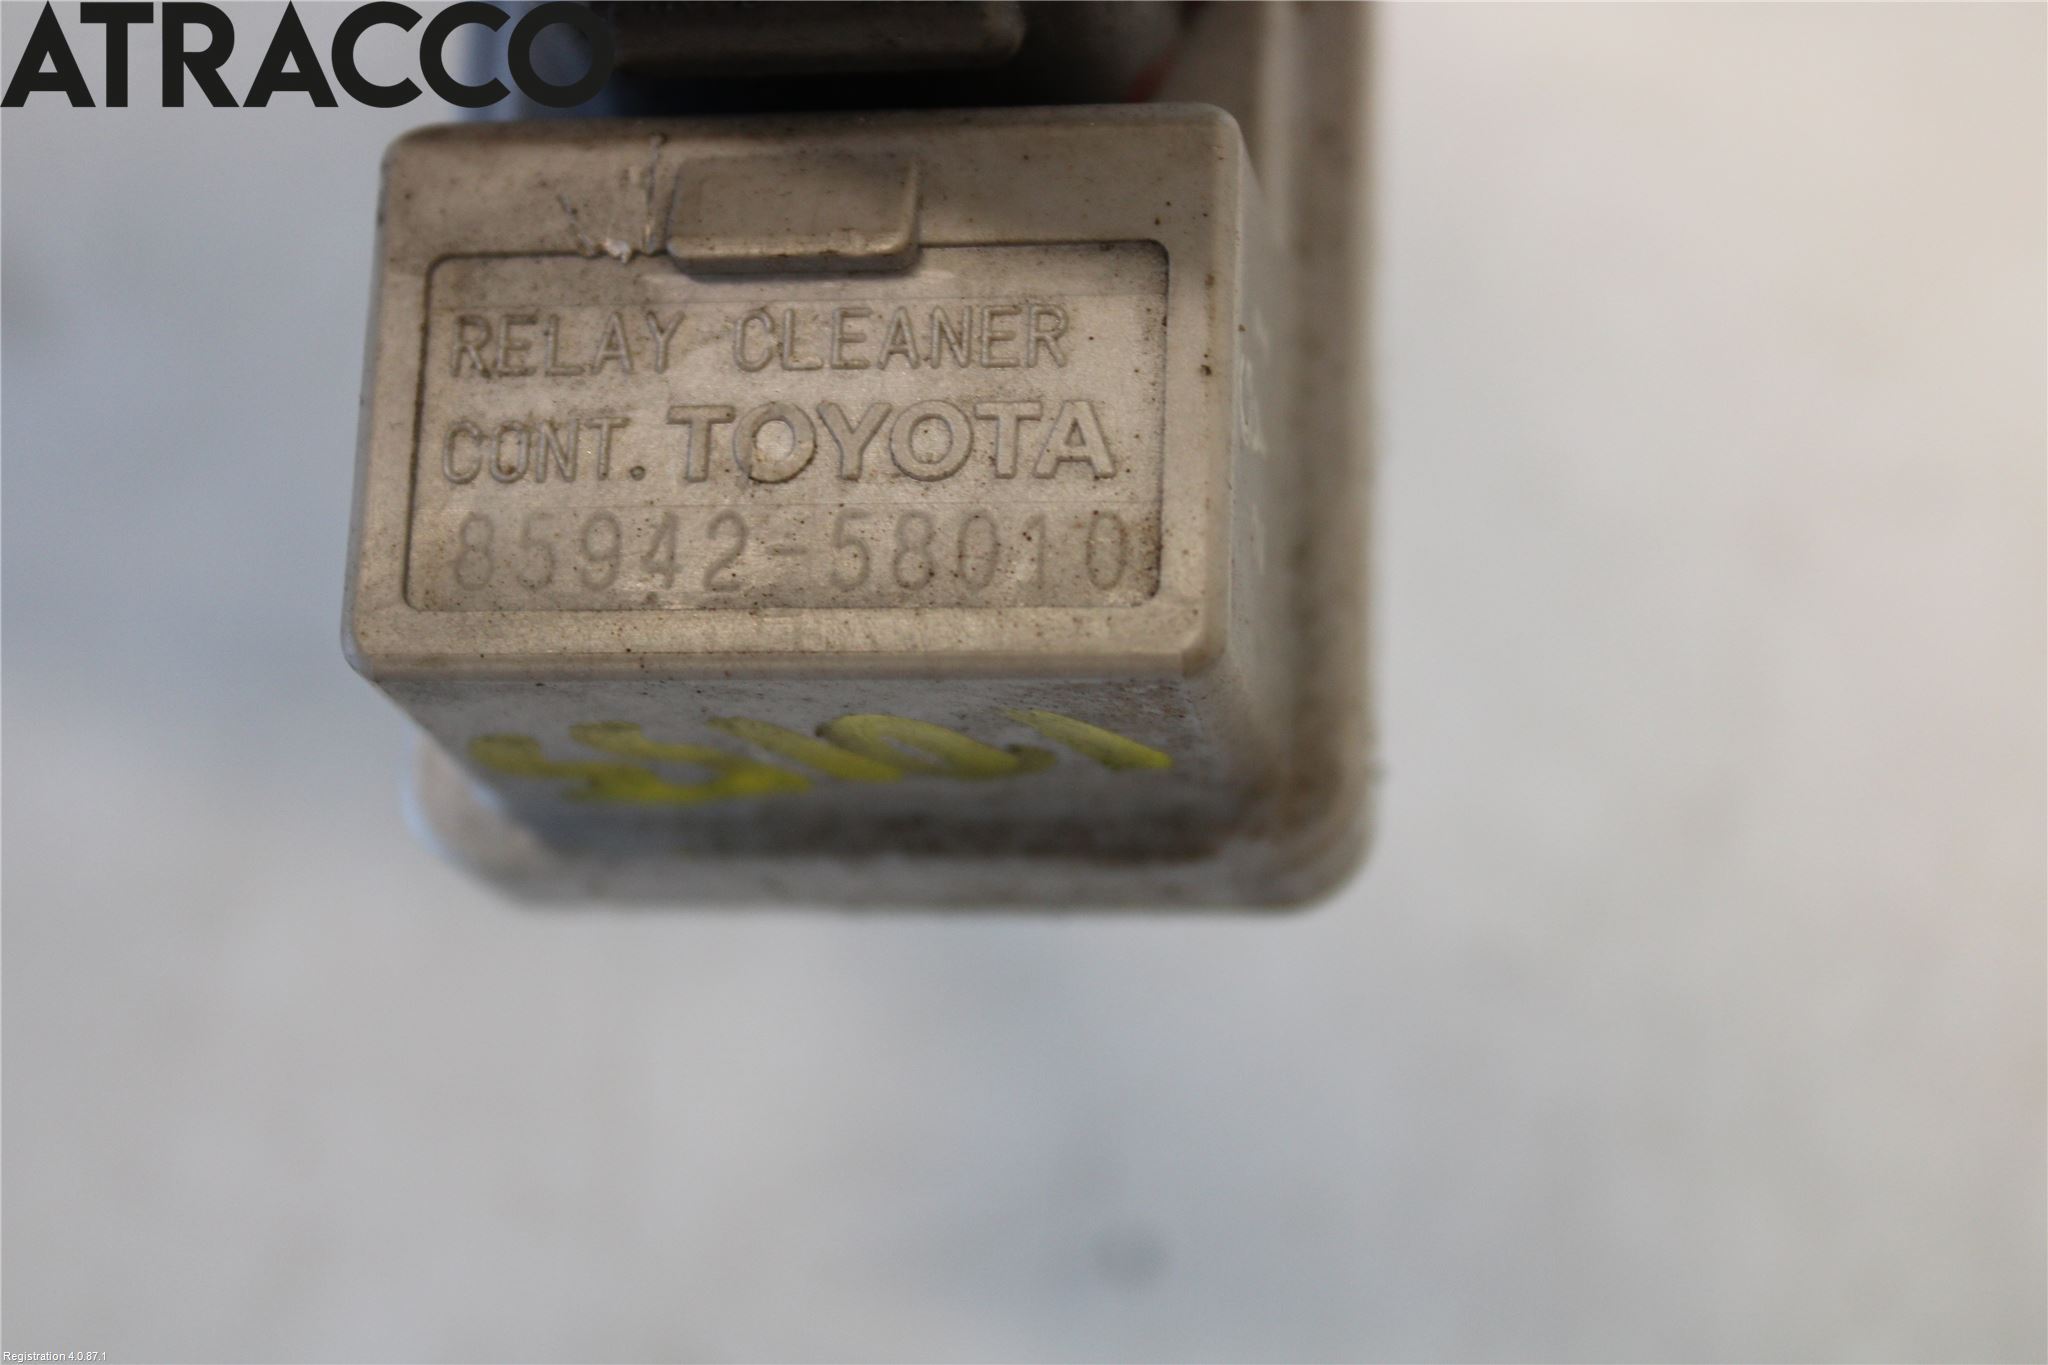 ATRACCO
RELAY CLEANER
CONT. TOYOTA
85942-58010
Registration 4.0.87.1